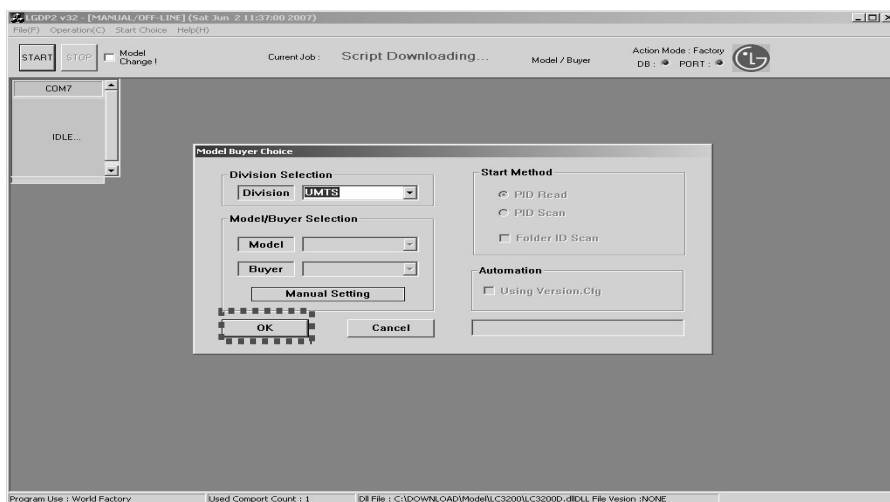 LGDP2 v32 - [MANUAL/OFF-LINE] (Sat Jun 2 11:37:00 2007)
File(F) Operation(C) Start Choice Help(H)
START STOP Model Change ! Current Job : Script Downloading... Model / Buyer Action Mode : Factory
DB : PORT : LG
COM7
IDLE...
Model Buyer Choice
Division Selection
Division UMTS
Model/Buyer Selection
Model
Buyer
Manual Setting
OK Cancel
Start Method
PID Read
PID Scan
Folder ID Scan
Automation
Using Version.Cfg
Program Use : World Factory Used Comport Count : 1 Dll File : C:\DOWNLOAD\Model\LC3200\LC3200D.dllDLL File Vesion :NONE